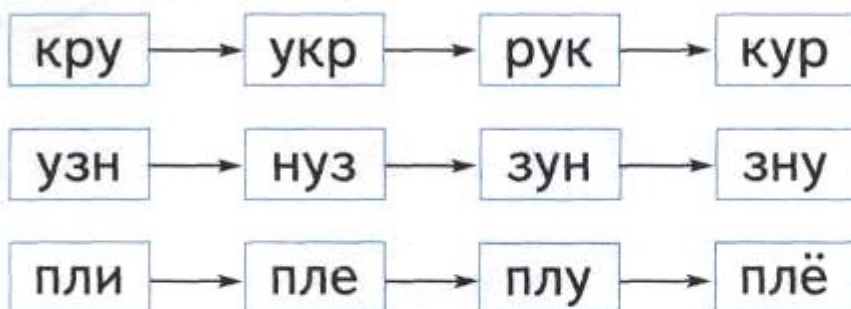 кру укр рук кур
узн нуз зун зну
пли пле плу плё